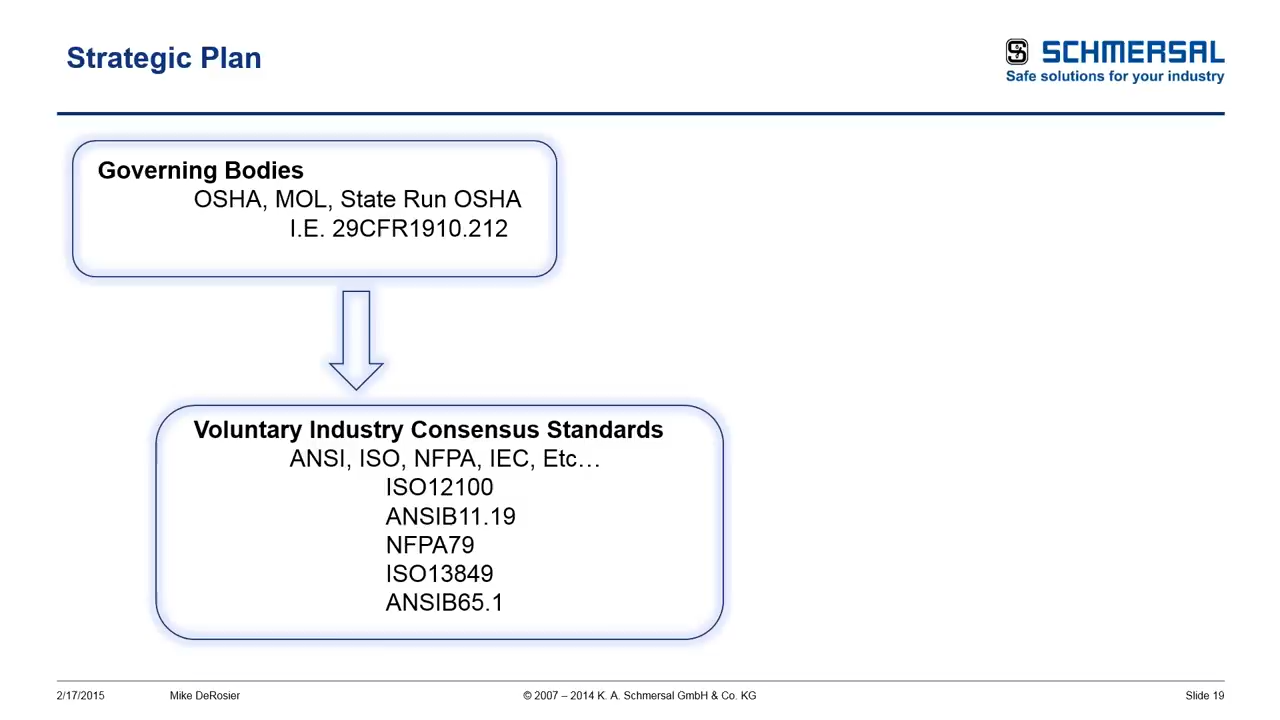 Strategic Plan
SCHMERSAL
Safe solutions for your industry
Governing Bodies
OSHA, MOL, State Run OSHA
I.E. 29CFR1910.212
Voluntary Industry Consensus Standards
ANSI, ISO, NFPA, IEC, Etc…
ISO12100
ANSIB11.19
NFPA79
ISO13849
ANSIB65.1
2/17/2015 Mike DeRosier © 2007 – 2014 K. A. Schmersal GmbH & Co. KG Slide 19